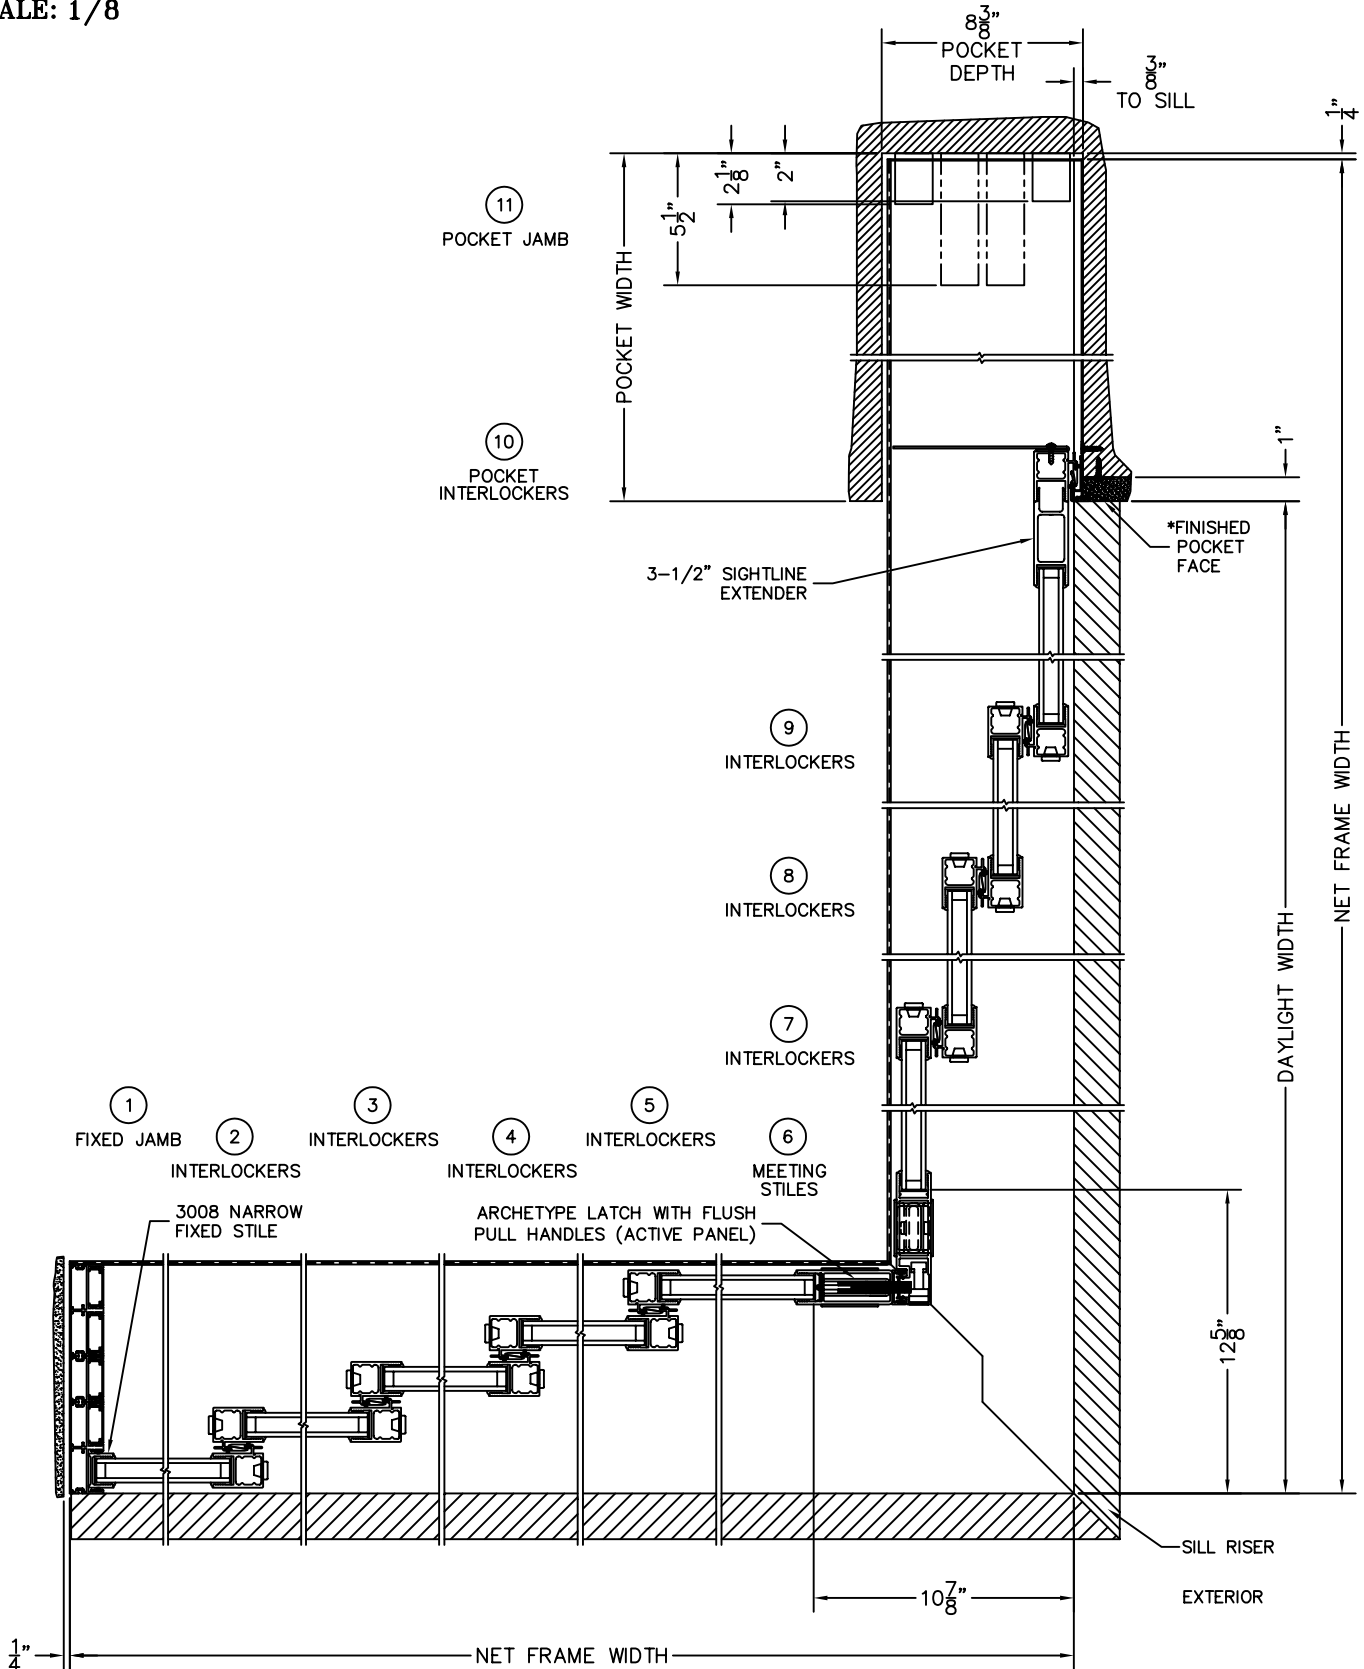 ALE: 1/8
8 3/8"
POCKET
DEPTH
3/8"
TO SILL
1/4
2 1/8"
2"
5 1/2"
11
POCKET JAMB
POCKET WIDTH
10
POCKET
INTERLOCKERS
1"
*FINISHED
POCKET
FACE
3-1/2" SIGHTLINE
EXTENDER
9
INTERLOCKERS
NET FRAME WIDTH
8
INTERLOCKERS
DAYLIGHT WIDTH
7
INTERLOCKERS
1
FIXED JAMB
2
INTERLOCKERS
3
INTERLOCKERS
4
INTERLOCKERS
5
INTERLOCKERS
6
MEETING
STILES
3008 NARROW
FIXED STILE
ARCHETYPE LATCH WITH FLUSH
PULL HANDLES (ACTIVE PANEL)
12 5/8"
SILL RISER
EXTERIOR
10 7/8"
1/4"
NET FRAME WIDTH